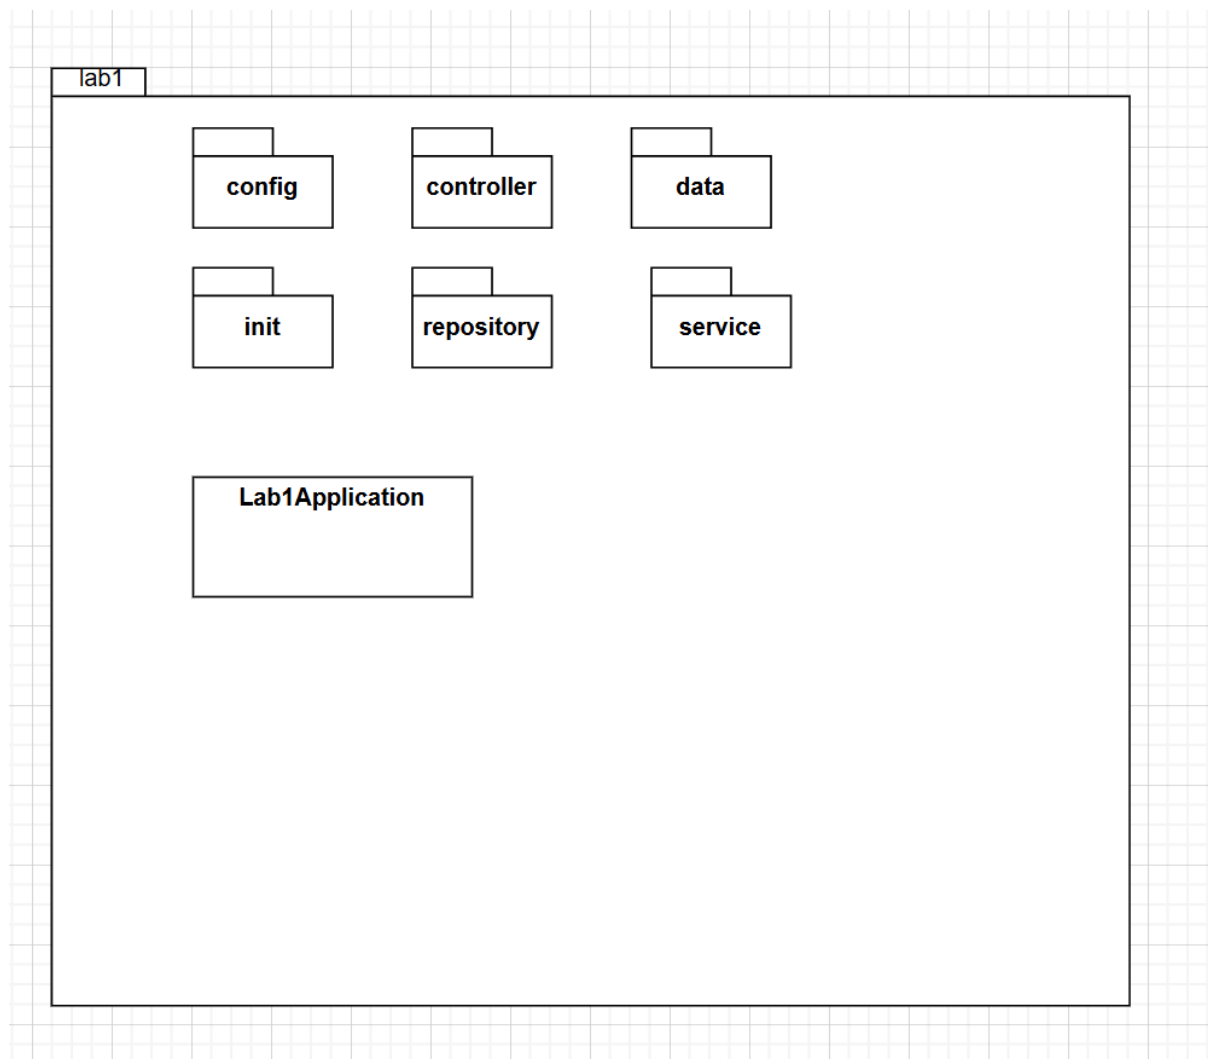 lab1
config
controller
data
init
repository
service
Lab1Application